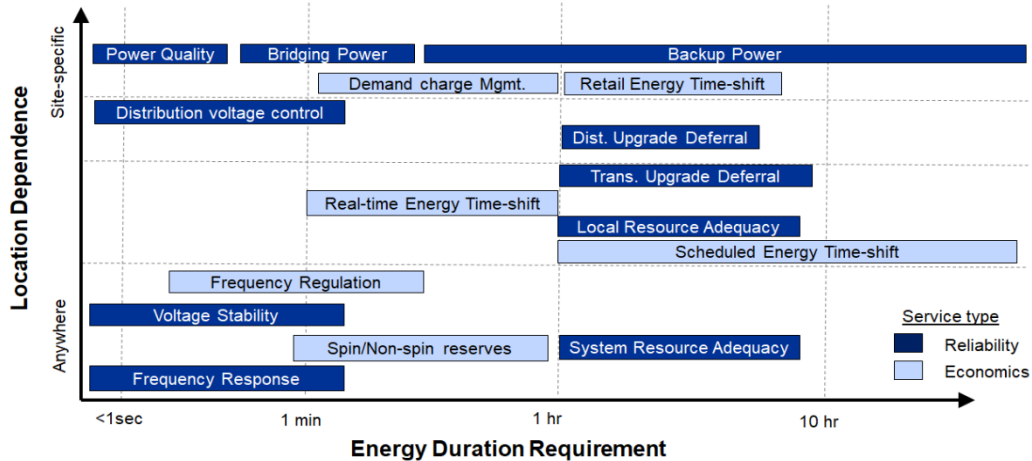 Location Dependence
Site-specific
Anywhere
Power Quality
Bridging Power
Backup Power
Demand charge Mgmt.
Retail Energy Time-shift
Distribution voltage control
Dist. Upgrade Deferral
Trans. Upgrade Deferral
Real-time Energy Time-shift
Local Resource Adequacy
Scheduled Energy Time-shift
Frequency Regulation
Voltage Stability
Spin/Non-spin reserves
System Resource Adequacy
Frequency Response
Service type
Reliability
Economics
<1sec
1 min
1 hr
10 hr
Energy Duration Requirement